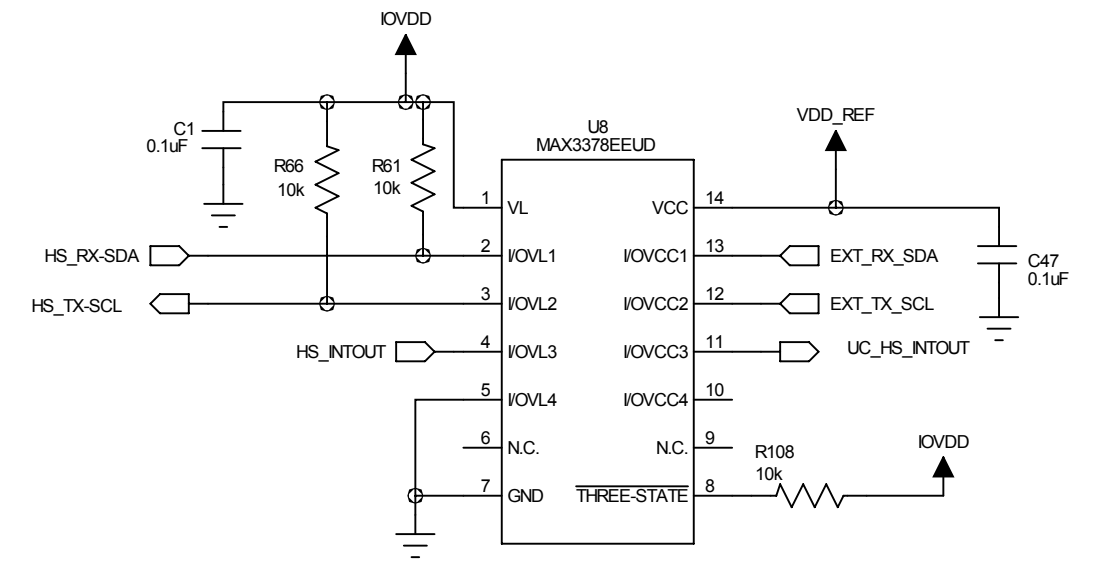 IOVDD
C1
0.1uF
R66
10k
R61
10k
U8
MAX3378EEUD
VDD_REF
1
VL
VCC
14
HS_RX-SDA
2
I/OVL1
I/OVCC1
13
EXT_RX_SDA
C47
0.1uF
HS_TX-SCL
3
I/OVL2
I/OVCC2
12
EXT_TX_SCL
HS_INTOUT
4
I/OVL3
I/OVCC3
11
UC_HS_INTOUT
5
I/OVL4
I/OVCC4
10
6
N.C.
N.C.
9
R108
10k
IOVDD
7
GND
THREE-STATE
8